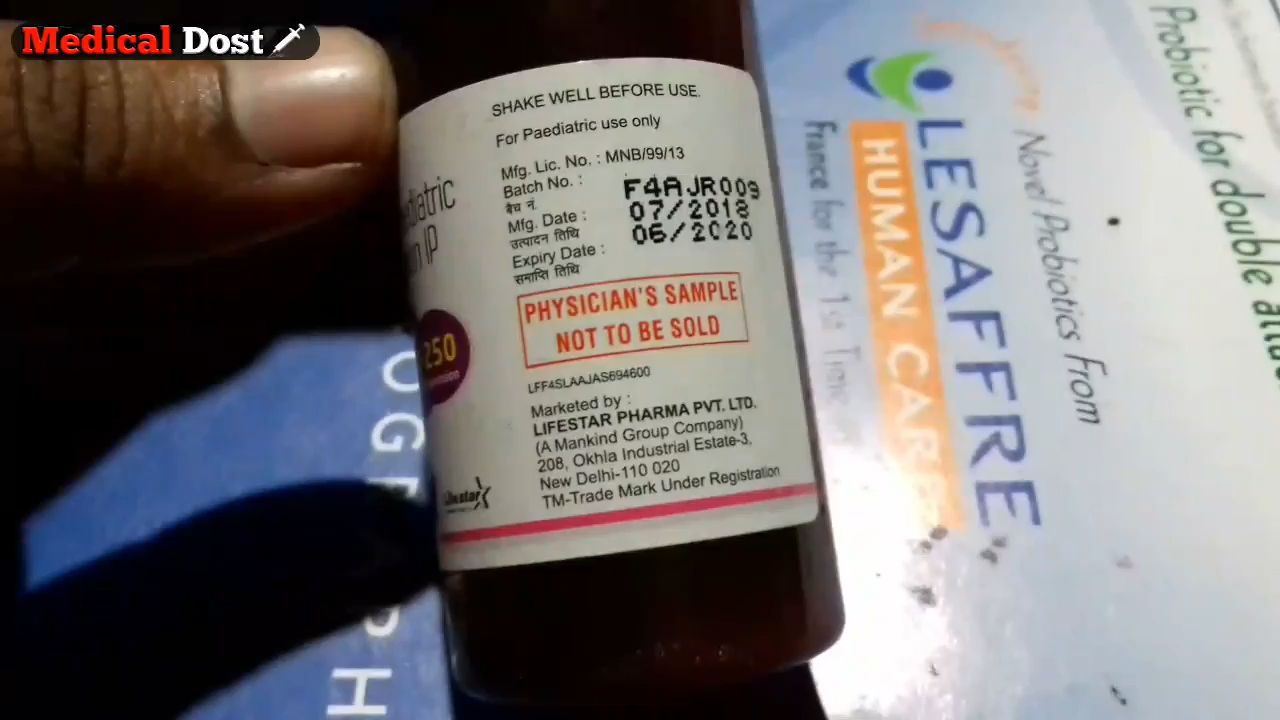 Medical Dost
SHAKE WELL BEFORE USE.
For Paediatric use only
Mfg. Lic. No. : MNB/99/13
Batch No. : F4AJR009
बैच नं.
Mfg. Date : 07/2018
उत्पादन तिथि
Expiry Date : 06/2020
समाप्ति तिथि
PHYSICIAN'S SAMPLE
NOT TO BE SOLD
LFF4SLAAJAS694600
Marketed by :
LIFESTAR PHARMA PVT. LTD.
(A Mankind Group Company)
208, Okhla Industrial Estate-3,
New Delhi-110 020
TM-Trade Mark Under Registration
IP
250
Lifestar
Probiotic for double
Novel Probiotics From
LESAFFRE
HUMAN CARE
France for the 1st Time